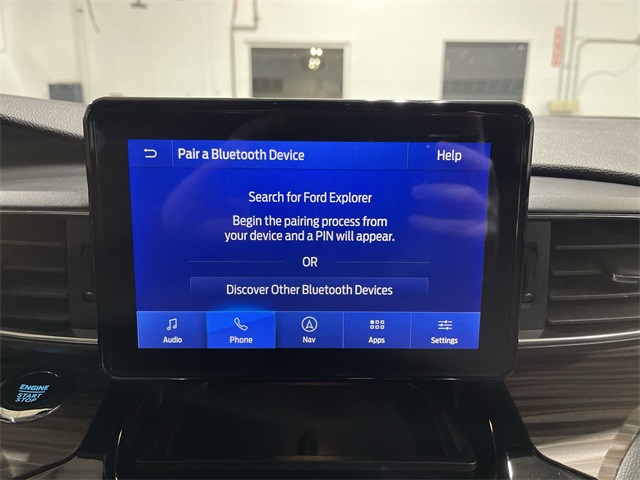 Pair a Bluetooth Device
Help
Search for Ford Explorer
Begin the pairing process from
your device and a PIN will appear.
OR
Discover Other Bluetooth Devices
Audio
Phone
Nav
Apps
Settings
ENGINE
START
STOP